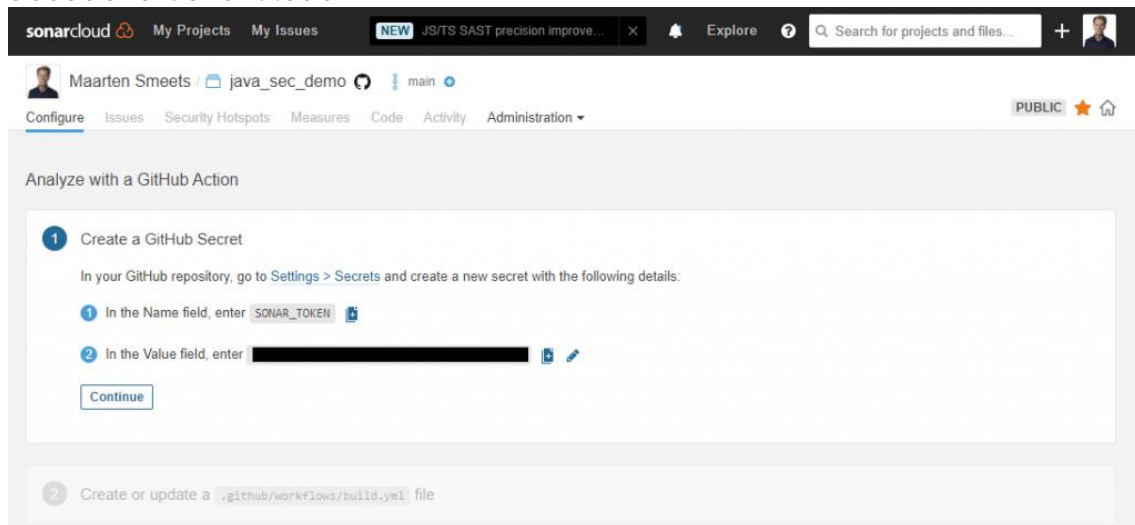 sonarcloud My Projects My Issues NEW JS/TS SAST precision improve... × Explore ? Search for projects and files... +
Maarten Smeets / java_sec_demo main
PUBLIC
Configure Issues Security Hotspots Measures Code Activity Administration
Analyze with a GitHub Action
1 Create a GitHub Secret
In your GitHub repository, go to Settings > Secrets and create a new secret with the following details:
1 In the Name field, enter SONAR_TOKEN
2 In the Value field, enter
Continue
2 Create or update a .github/workflows/build.yml file